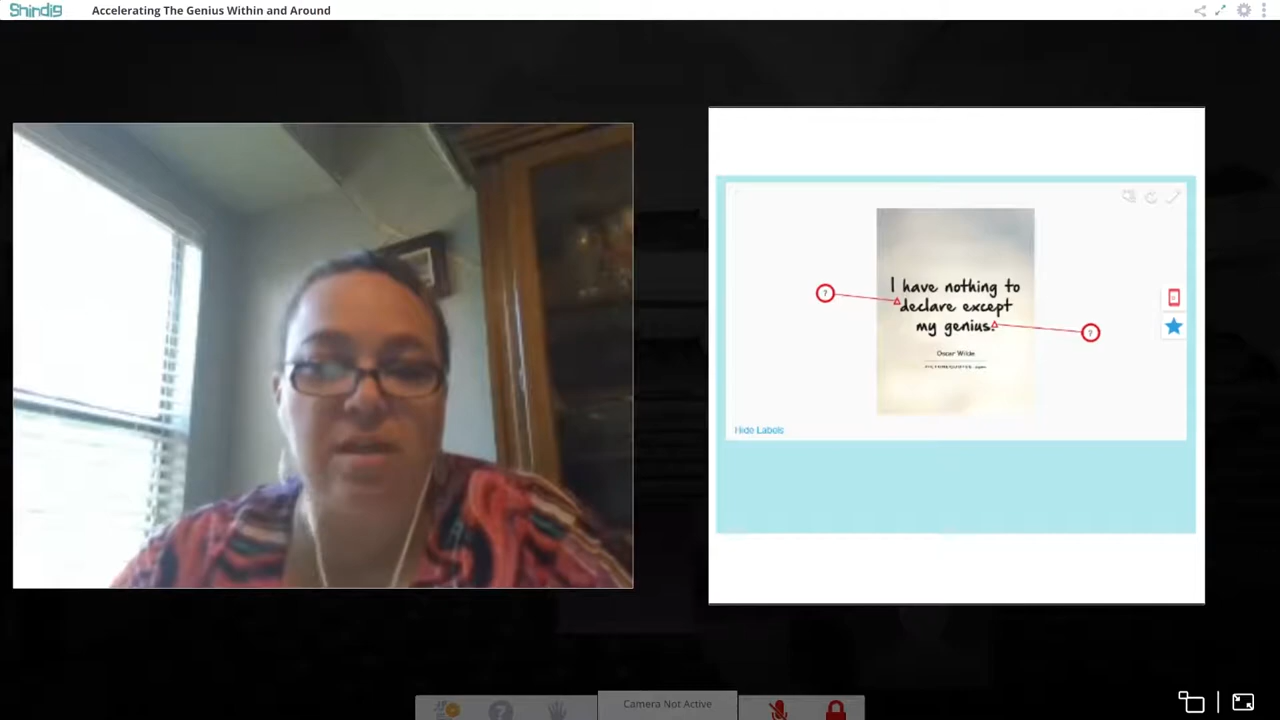 Shindig
Accelerating The Genius Within and Around
I have nothing to
declare except
my genius.
Oscar Wilde
?
?
Hide Labels
Camera Not Active